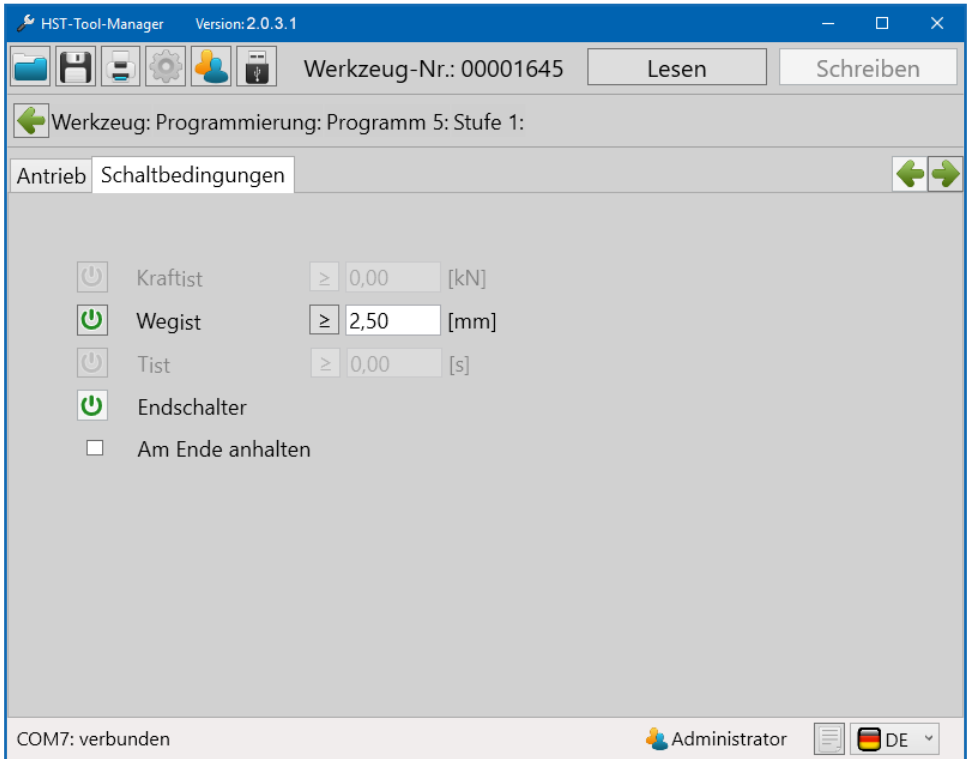 HST-Tool-Manager Version: 2.0.3.1
Werkzeug-Nr.: 00001645 Lesen Schreiben
Werkzeug: Programmierung: Programm 5: Stufe 1:
Antrieb Schaltbedingungen
Kraftist ≥ 0,00 [kN]
Wegist ≥ 2,50 [mm]
Tist ≥ 0,00 [s]
Endschalter
Am Ende anhalten
COM7: verbunden Administrator DE